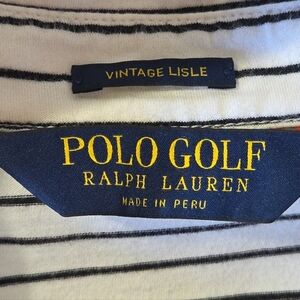 VINTAGE LISLE
POLO GOLF
RALPH LAUREN
MADE IN PERU